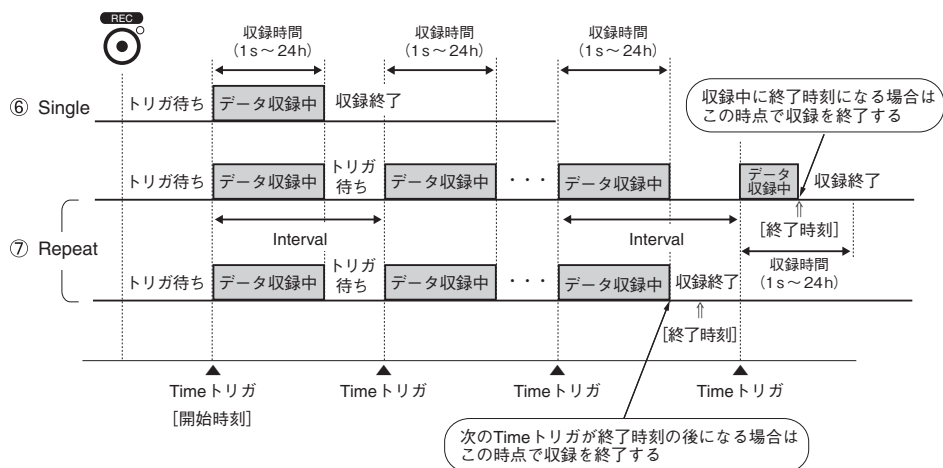 REC
収録時間
(1s～24h)
収録時間
(1s～24h)
収録時間
(1s～24h)
⑥ Single
トリガ待ち
データ収録中
収録終了
収録中に終了時刻になる場合は
この時点で収録を終了する
トリガ待ち
データ収録中
トリガ
待ち
データ収録中
・・・
データ収録中
データ
収録中
収録終了
⑦ Repeat
Interval
Interval
[終了時刻]
収録時間
(1s～24h)
トリガ待ち
データ収録中
トリガ
待ち
データ収録中
・・・
データ収録中
収録終了
[終了時刻]
Timeトリガ
Timeトリガ
Timeトリガ
Timeトリガ
[開始時刻]
次のTimeトリガが終了時刻の後になる場合は
この時点で収録を終了する